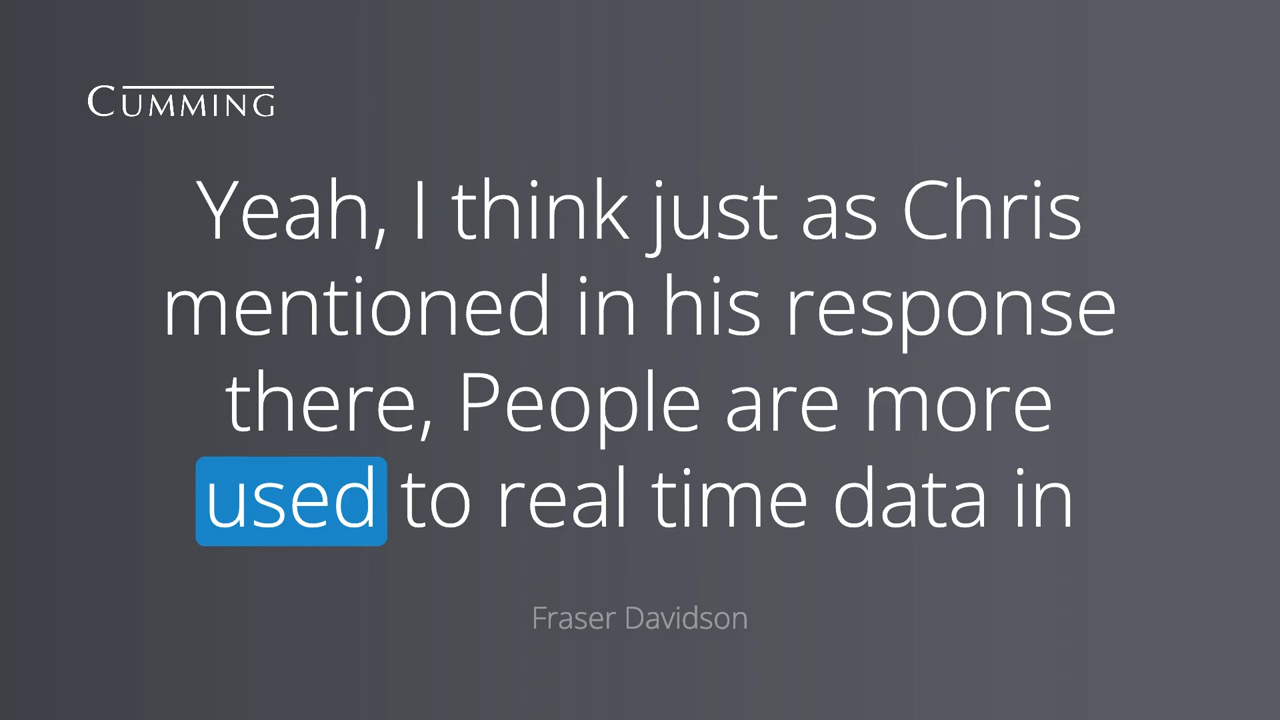 CUMMING
Yeah, I think just as Chris
mentioned in his response
there, People are more
used to real time data in
Fraser Davidson